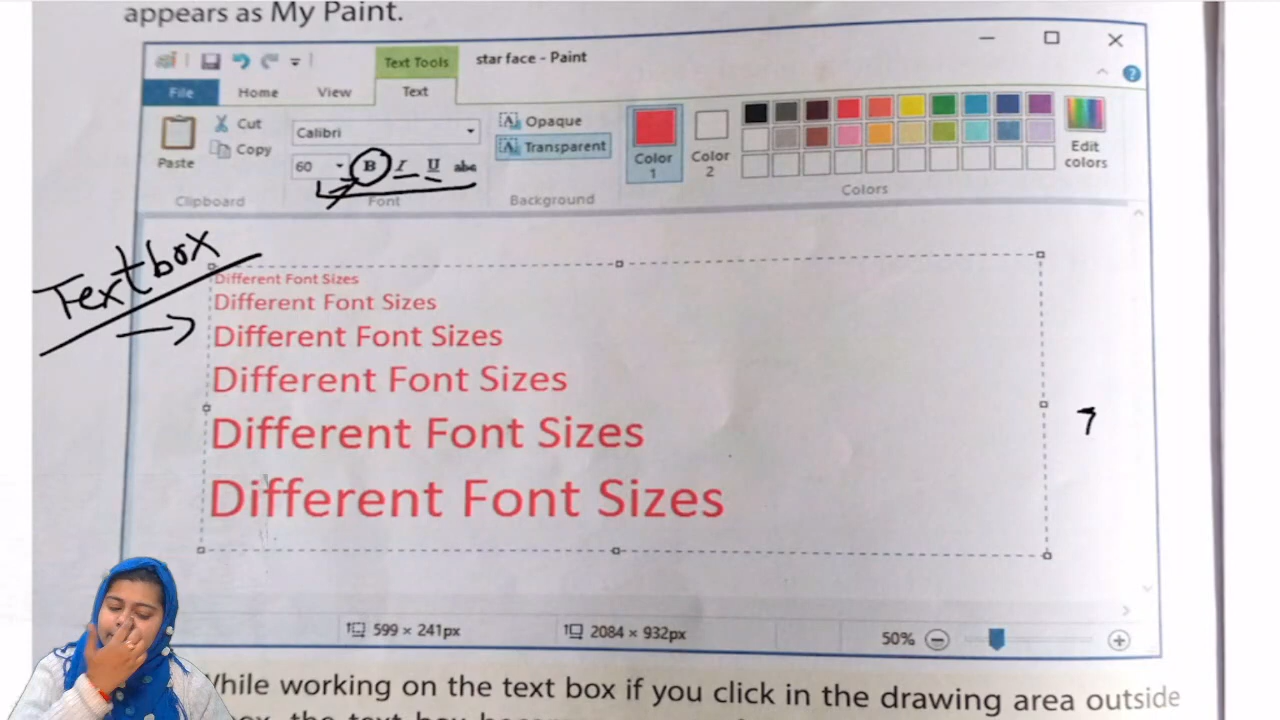 appears as My Paint.
Text Tools
star face - Paint
File Home View Text
Cut
Copy
Paste
Clipboard
Calibri
60 B I U abc
Font
Opaque
Transparent
Background
Color 1
Color 2
Edit colors
Colors
Textbox
Different Font Sizes
Different Font Sizes
Different Font Sizes
Different Font Sizes
Different Font Sizes
Different Font Sizes
599 × 241px
2084 × 932px
50%
While working on the text box if you click in the drawing area outside